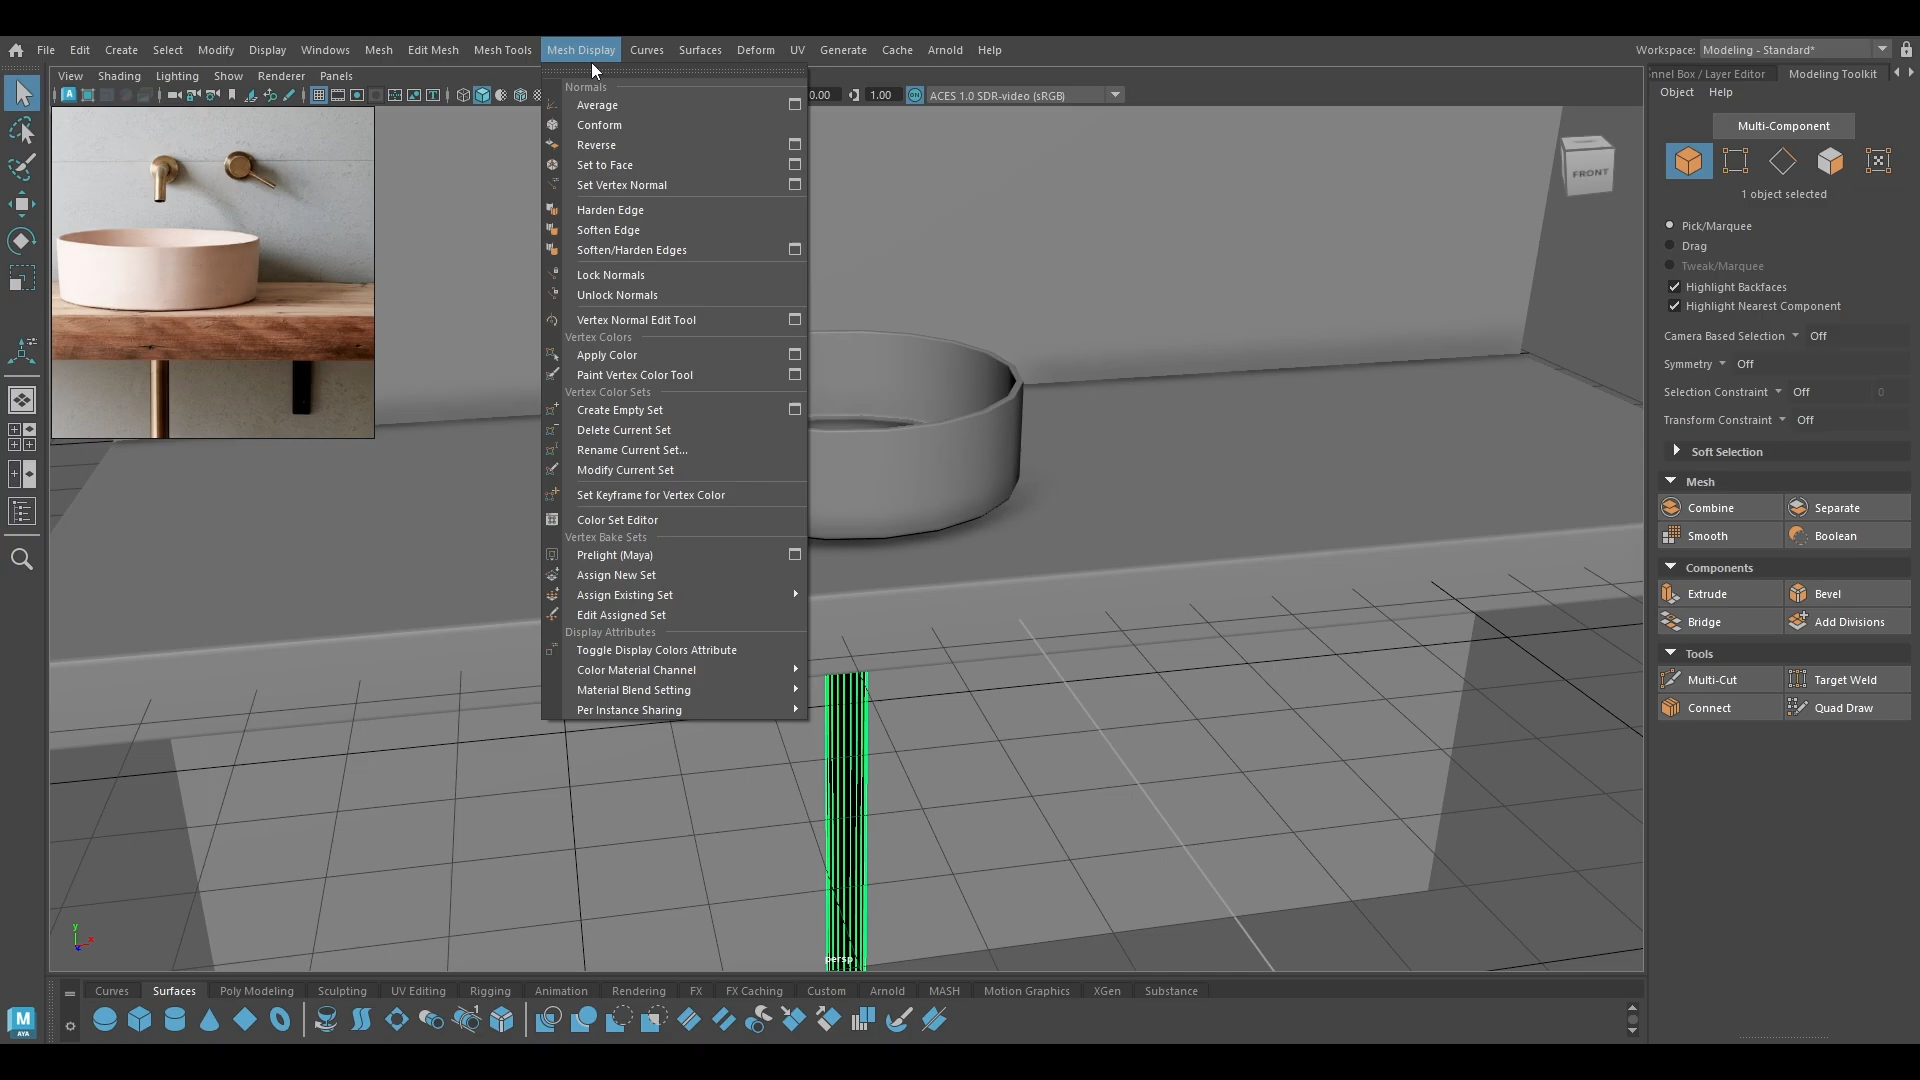 File Edit Create Select Modify Display Windows Mesh Edit Mesh Mesh Tools Mesh Display Curves Surfaces Deform UV Generate Cache Arnold Help
Workspace: Modeling - Standard*
View Shading Lighting Show Renderer Panels
0.00 1.00 ON ACES 1.0 SDR-video (sRGB)
Normals
Average
Conform
Reverse
Set to Face
Set Vertex Normal
Harden Edge
Soften Edge
Soften/Harden Edges
Lock Normals
Unlock Normals
Vertex Normal Edit Tool
Vertex Colors
Apply Color
Paint Vertex Color Tool
Vertex Color Sets
Create Empty Set
Delete Current Set
Rename Current Set...
Modify Current Set
Set Keyframe for Vertex Color
Color Set Editor
Vertex Bake Sets
Prelight (Maya)
Assign New Set
Assign Existing Set
Edit Assigned Set
Display Attributes
Toggle Display Colors Attribute
Color Material Channel
Material Blend Setting
Per Instance Sharing
FRONT
persp
y
x
z
nnel Box / Layer Editor Modeling Toolkit
Object Help
Multi-Component
1 object selected
Pick/Marquee
Drag
Tweak/Marquee
Highlight Backfaces
Highlight Nearest Component
Camera Based Selection Off
Symmetry Off
Selection Constraint Off 0
Transform Constraint Off
Soft Selection
Mesh
Combine Separate
Smooth Boolean
Components
Extrude Bevel
Bridge Add Divisions
Tools
Multi-Cut Target Weld
Connect Quad Draw
Curves Surfaces Poly Modeling Sculpting UV Editing Rigging Animation Rendering FX FX Caching Custom Arnold MASH Motion Graphics XGen Substance
M
AYA